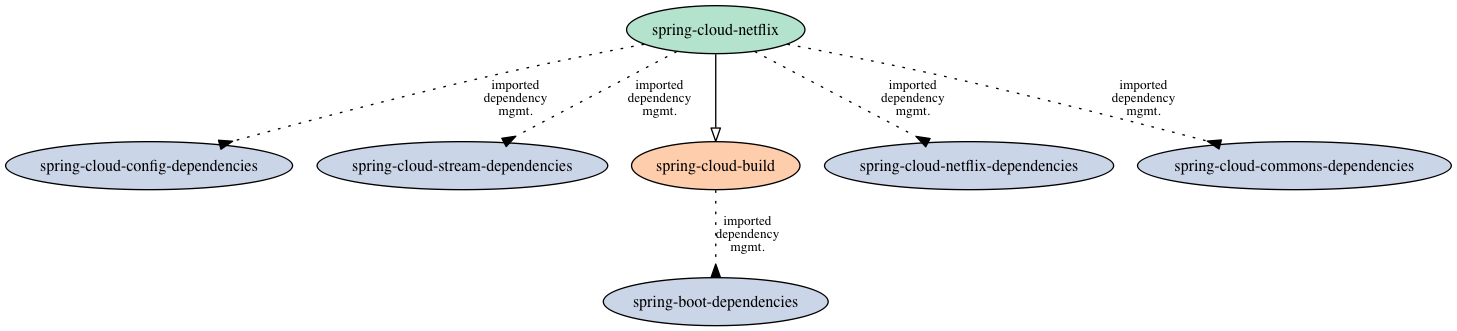 spring-cloud-netflix
imported
dependency
mgmt.
imported
dependency
mgmt.
imported
dependency
mgmt.
imported
dependency
mgmt.
spring-cloud-config-dependencies
spring-cloud-stream-dependencies
spring-cloud-build
spring-cloud-netflix-dependencies
spring-cloud-commons-dependencies
imported
dependency
mgmt.
spring-boot-dependencies